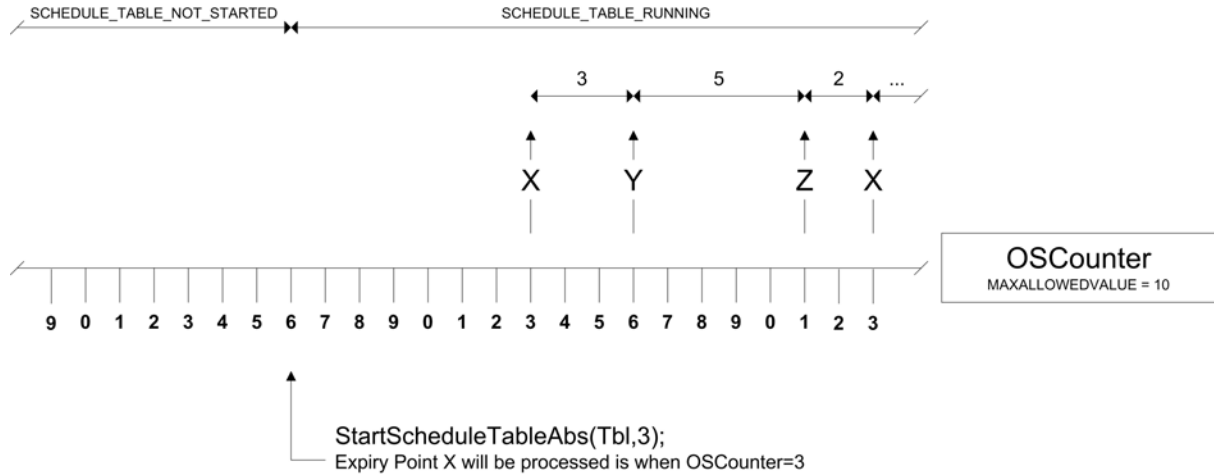 SCHEDULE_TABLE_NOT_STARTED SCHEDULE_TABLE_RUNNING
3 5 2 ...
X Y Z X
OSCounter
MAXALLOWEDVALUE = 10
9 0 1 2 3 4 5 6 7 8 9 0 1 2 3 4 5 6 7 8 9 0 1 2 3
StartScheduleTableAbs(Tbl,3);
Expiry Point X will be processed is when OSCounter=3